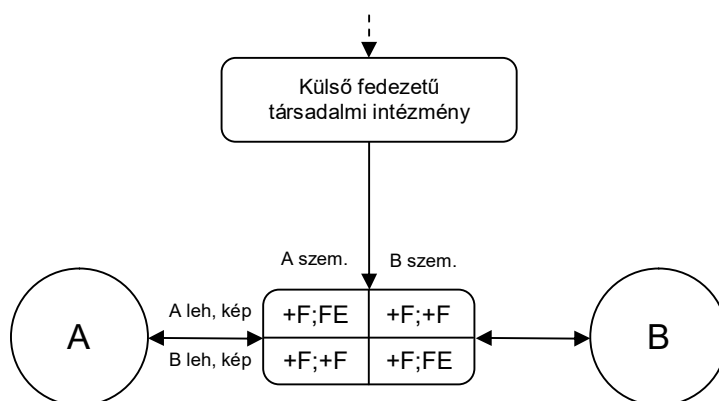 Külső fedezetű
társadalmi intézmény
A szem. B szem.
A leh, kép +F;FE +F;+F
A B
B leh, kép +F;+F +F;FE